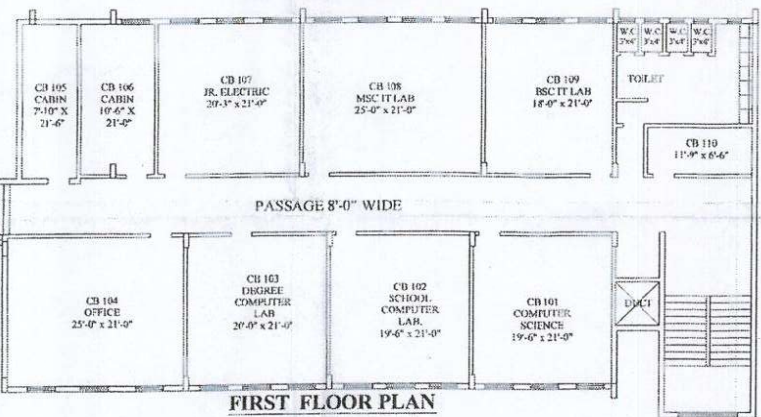 W.C.
3'x4'
W.C.
3'x4'
W.C.
3'x4'
W.C.
3'x4'
CB 105
CABIN
7'-10" X
21'-6"
CB 106
CABIN
10'-6" X
21'-0"
CB 107
JR. ELECTRIC
20'-3" x 21'-0"
CB 108
MSC IT LAB
25'-0" x 21'-0"
CB 109
BSC IT LAB
18'-0" x 21'-0"
TOILET
CB 110
11'-9" x 6'-6"
PASSAGE 8'-0" WIDE
CB 104
OFFICE
25'-0" x 21'-0"
CB 103
DEGREE
COMPUTER
LAB
20'-0" x 21'-0"
CB 102
SCHOOL
COMPUTER
LAB.
19'-6" x 21'-0"
CB 101
COMPUTER
SCIENCE
19'-6" x 21'-0"
DUCT
FIRST FLOOR PLAN